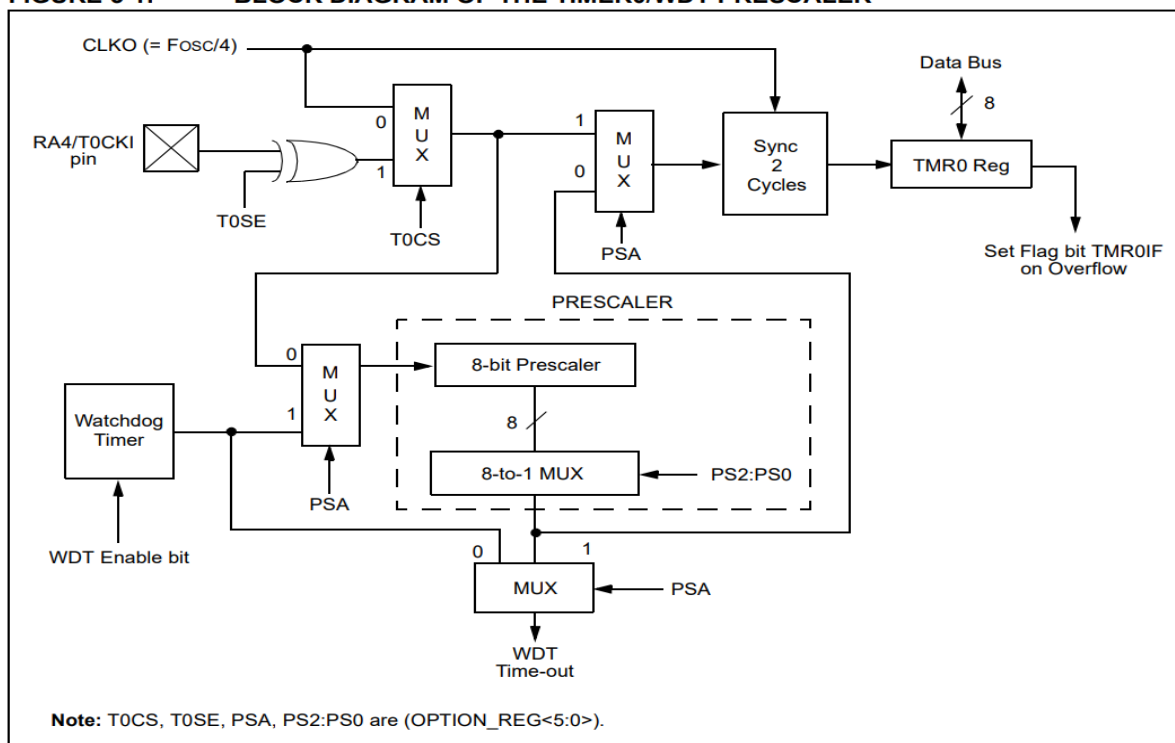 FIGURE 5-1: BLOCK DIAGRAM OF THE TIMER0/WDT PRESCALER
CLKO (= FOSC/4)
Data Bus
8
RA4/T0CKI
pin
T0SE
0
1
M
U
X
T0CS
1
0
M
U
X
PSA
Sync
2
Cycles
TMR0 Reg
Set Flag bit TMR0IF
on Overflow
PRESCALER
0
1
M
U
X
PSA
8-bit Prescaler
8
8-to-1 MUX
PS2:PS0
Watchdog
Timer
WDT Enable bit
0
1
MUX
PSA
WDT
Time-out
Note: T0CS, T0SE, PSA, PS2:PS0 are (OPTION_REG<5:0>).